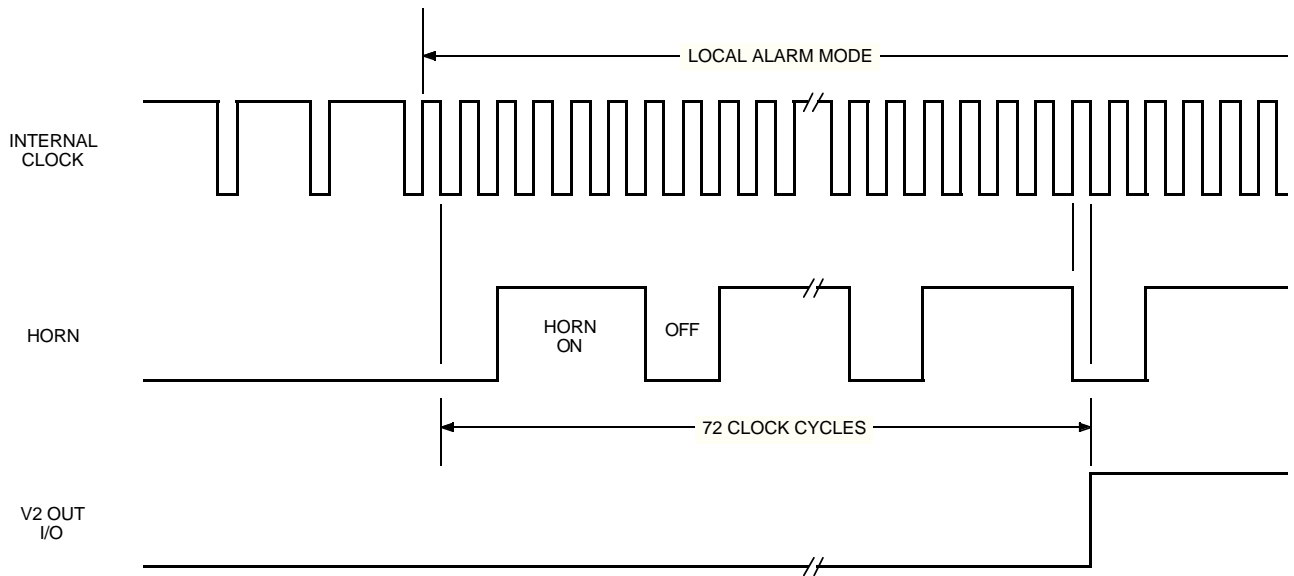 LOCAL ALARM MODE
INTERNAL
CLOCK
HORN
HORN
ON
OFF
72 CLOCK CYCLES
V2 OUT
I/O